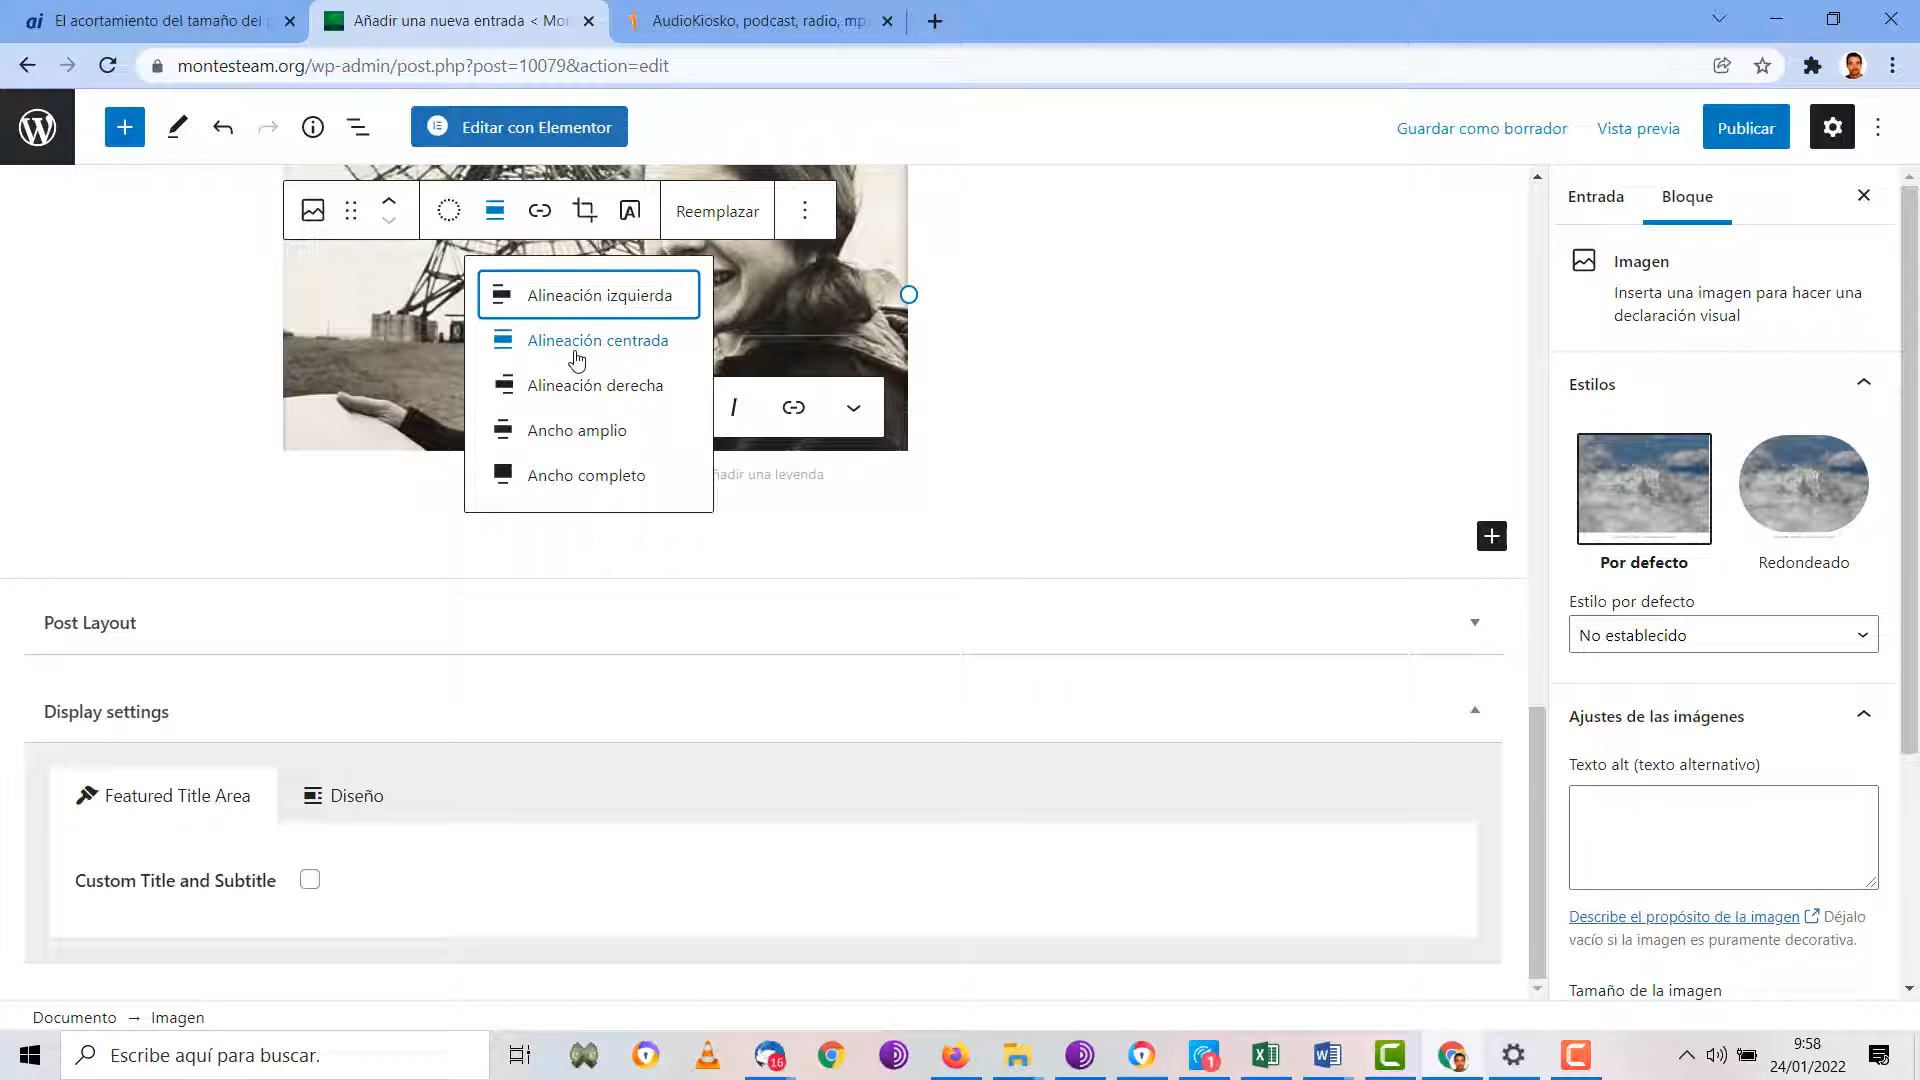 ai El acortamiento del tamaño del p
Añadir una nueva entrada < Mon
AudioKiosko, podcast, radio, mp
montesteam.org/wp-admin/post.php?post=10079&action=edit
Editar con Elementor
Guardar como borrador
Vista previa
Publicar
Reemplazar
Alineación izquierda
Alineación centrada
Alineación derecha
Ancho amplio
Ancho completo
ñadir una leyenda
Entrada
Bloque
Imagen
Inserta una imagen para hacer una
declaración visual
Estilos
Por defecto
Redondeado
Estilo por defecto
No establecido
Ajustes de las imágenes
Texto alt (texto alternativo)
Describe el propósito de la imagen Déjalo
vacío si la imagen es puramente decorativa.
Tamaño de la imagen
Post Layout
Display settings
Featured Title Area
Diseño
Custom Title and Subtitle
Documento → Imagen
Escribe aquí para buscar.
16
1
9:58
24/01/2022